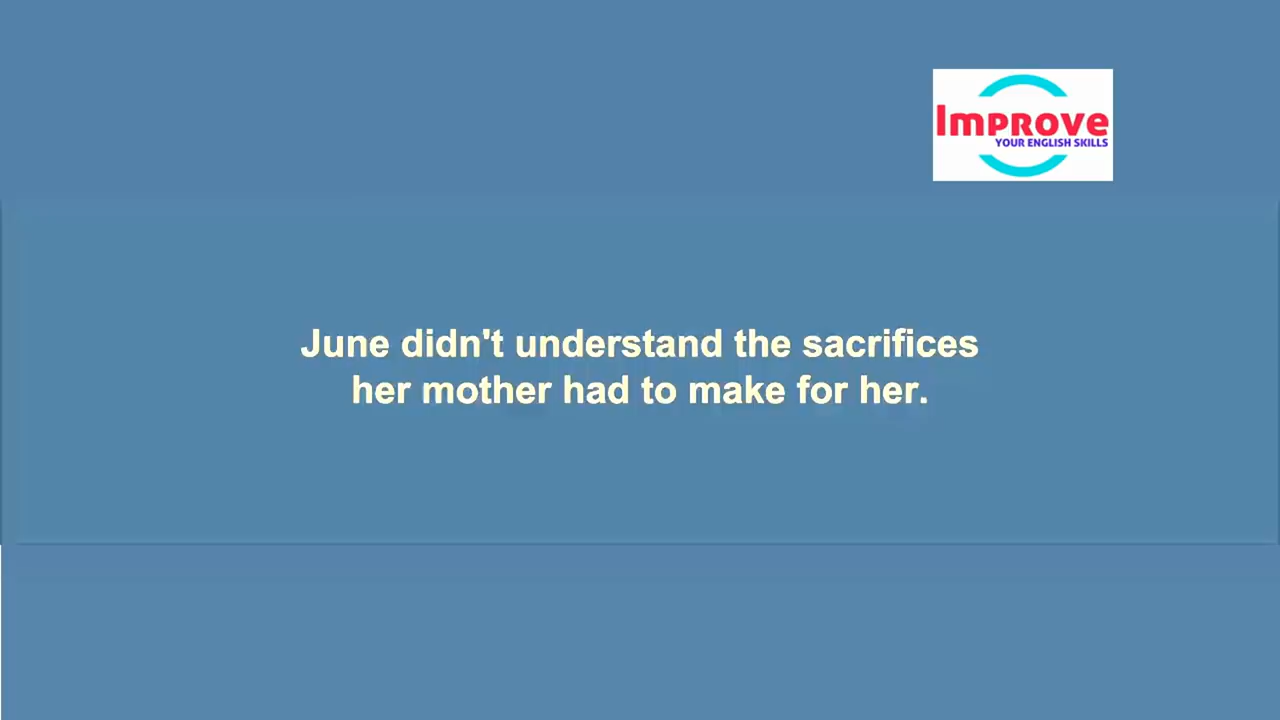 Improve
YOUR ENGLISH SKILLS
June didn't understand the sacrifices
her mother had to make for her.